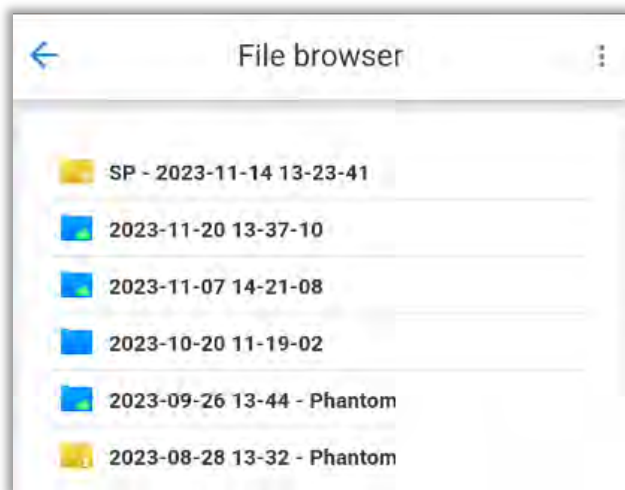 File browser
SP - 2023-11-14 13-23-41
2023-11-20 13-37-10
2023-11-07 14-21-08
2023-10-20 11-19-02
2023-09-26 13-44 - Phantom
2023-08-28 13-32 - Phantom